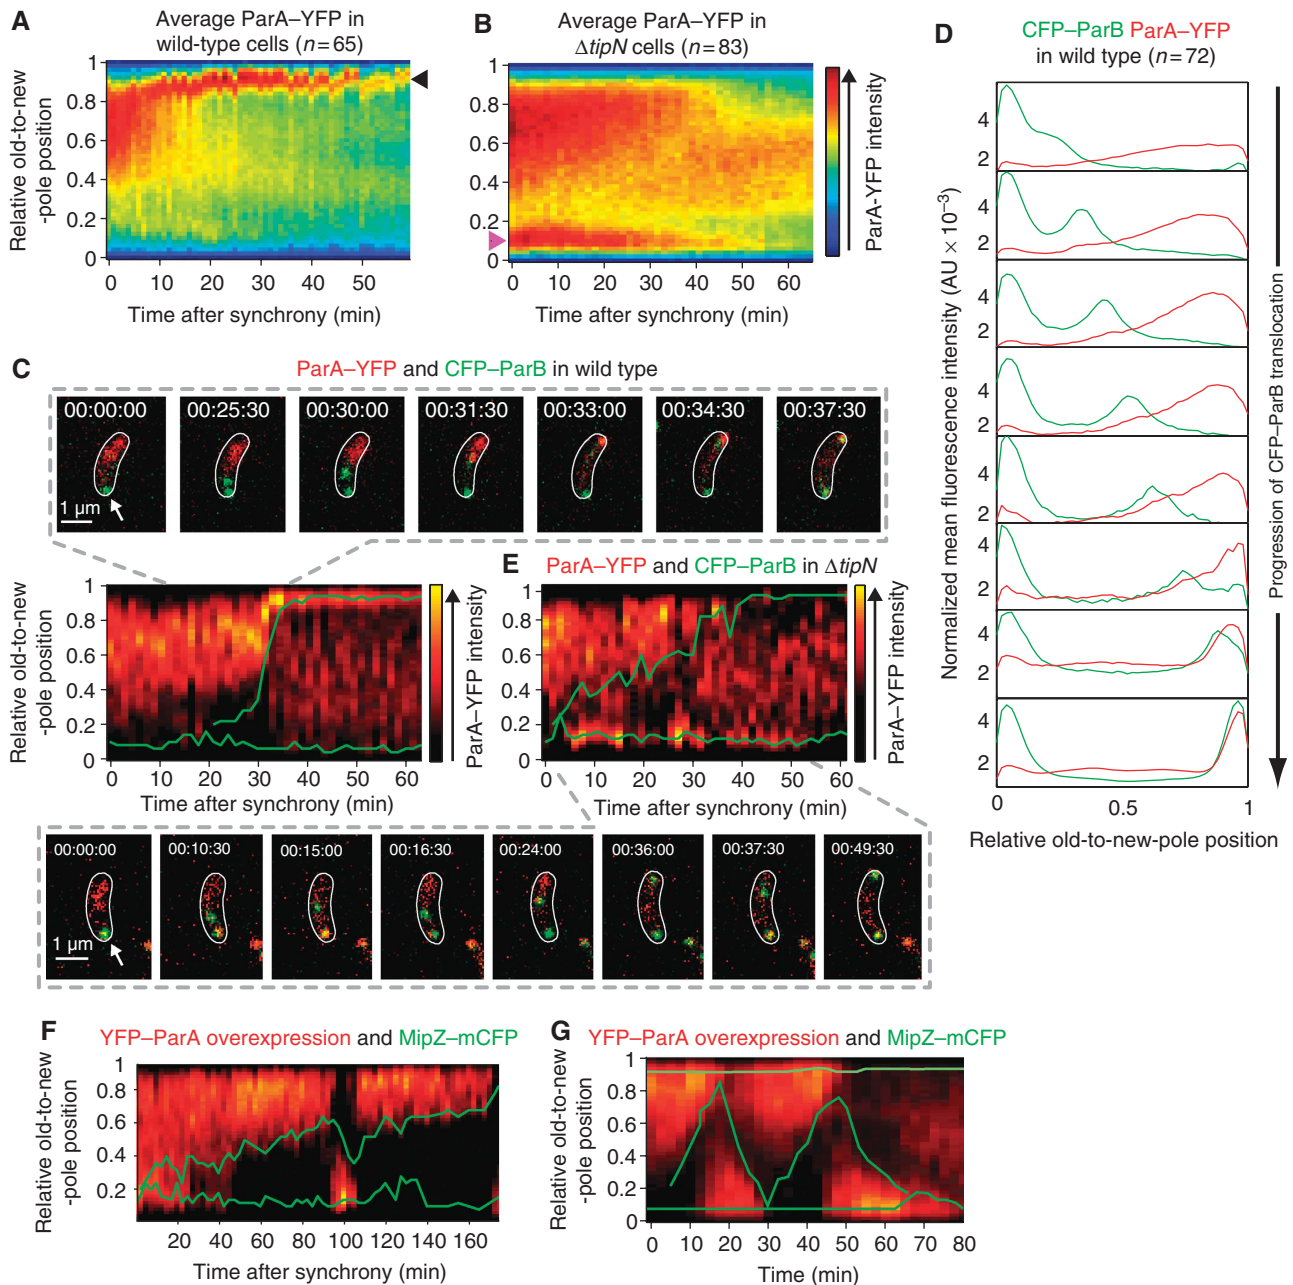 A
Average ParA–YFP in
wild-type cells (n=65)
Relative old-to-new
-pole position
1
0.8
0.6
0.4
0.2
0
0 10 20 30 40 50
Time after synchrony (min)
B
Average ParA–YFP in
ΔtipN cells (n=83)
1
0.8
0.6
0.4
0.2
0
0 10 20 30 40 50 60
Time after synchrony (min)
ParA-YFP intensity
D
CFP–ParB ParA–YFP
in wild type (n=72)
Normalized mean fluorescence intensity (AU × 10⁻³)
4
2
4
2
4
2
4
2
4
2
4
2
4
2
4
2
0 0.5 1
Relative old-to-new-pole position
Progression of CFP–ParB translocation
C
ParA–YFP and CFP–ParB in wild type
00:00:00 00:25:30 00:30:00 00:31:30 00:33:00 00:34:30 00:37:30
1 μm
Relative old-to-new
-pole position
1
0.8
0.6
0.4
0.2
0
0 10 20 30 40 50 60
Time after synchrony (min)
ParA–YFP intensity
E
ParA–YFP and CFP–ParB in ΔtipN
1
0.8
0.6
0.4
0.2
0
0 10 20 30 40 50 60
Time after synchrony (min)
ParA–YFP intensity
00:00:00 00:10:30 00:15:00 00:16:30 00:24:00 00:36:00 00:37:30 00:49:30
1 μm
F
YFP–ParA overexpression and MipZ–mCFP
Relative old-to-new
-pole position
1
0.8
0.6
0.4
0.2
20 40 60 80 100 120 140 160
Time after synchrony (min)
G
YFP–ParA overexpression and MipZ–mCFP
Relative old-to-new
-pole position
1
0.8
0.6
0.4
0.2
0
0 10 20 30 40 50 60 70 80
Time (min)